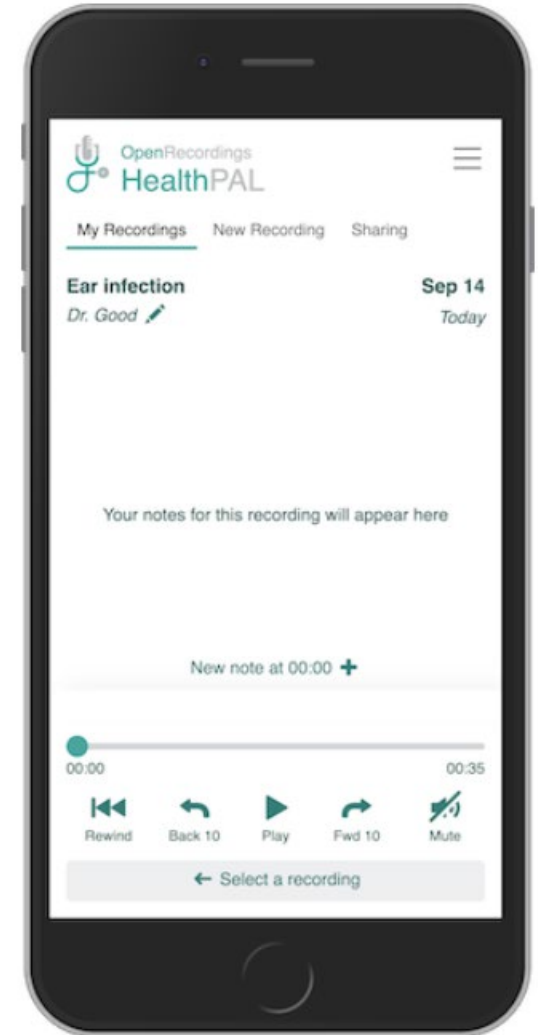 OpenRecordings
HealthPAL
My Recordings New Recording Sharing
Ear infection Sep 14
Dr. Good Today
Your notes for this recording will appear here
New note at 00:00 +
00:00 00:35
Rewind Back 10 Play Fwd 10 Mute
← Select a recording